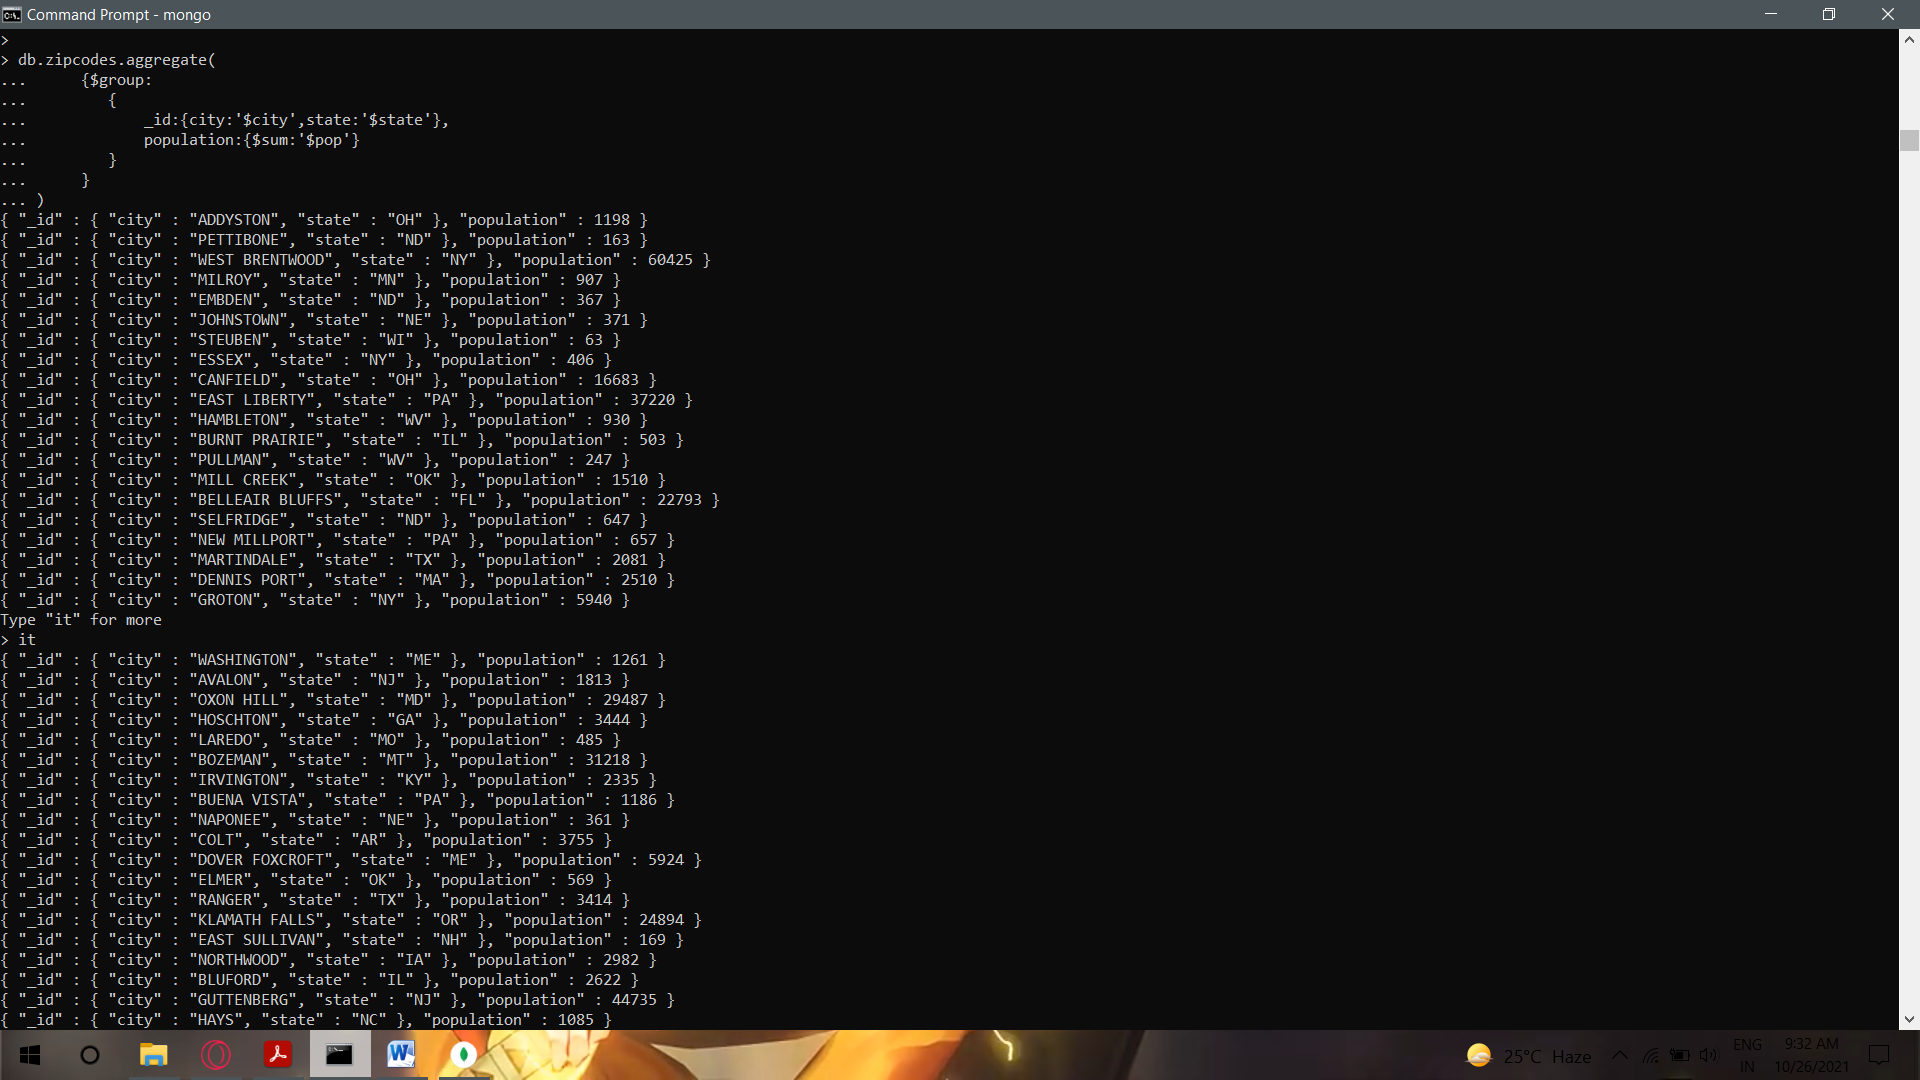 Command Prompt - mongo
>
> db.zipcodes.aggregate(
...      {$group:
...         {
...             _id:{city:'$city',state:'$state'},
...             population:{$sum:'$pop'}
...         }
...      }
... )
{ "_id" : { "city" : "ADDYSTON", "state" : "OH" }, "population" : 1198 }
{ "_id" : { "city" : "PETTIBONE", "state" : "ND" }, "population" : 163 }
{ "_id" : { "city" : "WEST BRENTWOOD", "state" : "NY" }, "population" : 60425 }
{ "_id" : { "city" : "MILROY", "state" : "MN" }, "population" : 907 }
{ "_id" : { "city" : "EMBDEN", "state" : "ND" }, "population" : 367 }
{ "_id" : { "city" : "JOHNSTOWN", "state" : "NE" }, "population" : 371 }
{ "_id" : { "city" : "STEUBEN", "state" : "WI" }, "population" : 63 }
{ "_id" : { "city" : "ESSEX", "state" : "NY" }, "population" : 406 }
{ "_id" : { "city" : "CANFIELD", "state" : "OH" }, "population" : 16683 }
{ "_id" : { "city" : "EAST LIBERTY", "state" : "PA" }, "population" : 37220 }
{ "_id" : { "city" : "HAMBLETON", "state" : "WV" }, "population" : 930 }
{ "_id" : { "city" : "BURNT PRAIRIE", "state" : "IL" }, "population" : 503 }
{ "_id" : { "city" : "PULLMAN", "state" : "WV" }, "population" : 247 }
{ "_id" : { "city" : "MILL CREEK", "state" : "OK" }, "population" : 1510 }
{ "_id" : { "city" : "BELLEAIR BLUFFS", "state" : "FL" }, "population" : 22793 }
{ "_id" : { "city" : "SELFRIDGE", "state" : "ND" }, "population" : 647 }
{ "_id" : { "city" : "NEW MILLPORT", "state" : "PA" }, "population" : 657 }
{ "_id" : { "city" : "MARTINDALE", "state" : "TX" }, "population" : 2081 }
{ "_id" : { "city" : "DENNIS PORT", "state" : "MA" }, "population" : 2510 }
{ "_id" : { "city" : "GROTON", "state" : "NY" }, "population" : 5940 }
Type "it" for more
> it
{ "_id" : { "city" : "WASHINGTON", "state" : "ME" }, "population" : 1261 }
{ "_id" : { "city" : "AVALON", "state" : "NJ" }, "population" : 1813 }
{ "_id" : { "city" : "OXON HILL", "state" : "MD" }, "population" : 29487 }
{ "_id" : { "city" : "HOSCHTON", "state" : "GA" }, "population" : 3444 }
{ "_id" : { "city" : "LAREDO", "state" : "MO" }, "population" : 485 }
{ "_id" : { "city" : "BOZEMAN", "state" : "MT" }, "population" : 31218 }
{ "_id" : { "city" : "IRVINGTON", "state" : "KY" }, "population" : 2335 }
{ "_id" : { "city" : "BUENA VISTA", "state" : "PA" }, "population" : 1186 }
{ "_id" : { "city" : "NAPONEE", "state" : "NE" }, "population" : 361 }
{ "_id" : { "city" : "COLT", "state" : "AR" }, "population" : 3755 }
{ "_id" : { "city" : "DOVER FOXCROFT", "state" : "ME" }, "population" : 5924 }
{ "_id" : { "city" : "ELMER", "state" : "OK" }, "population" : 569 }
{ "_id" : { "city" : "RANGER", "state" : "TX" }, "population" : 3414 }
{ "_id" : { "city" : "KLAMATH FALLS", "state" : "OR" }, "population" : 24894 }
{ "_id" : { "city" : "EAST SULLIVAN", "state" : "NH" }, "population" : 169 }
{ "_id" : { "city" : "NORTHWOOD", "state" : "IA" }, "population" : 2982 }
{ "_id" : { "city" : "BLUFORD", "state" : "IL" }, "population" : 2622 }
{ "_id" : { "city" : "GUTTENBERG", "state" : "NJ" }, "population" : 44735 }
{ "_id" : { "city" : "HAYS", "state" : "NC" }, "population" : 1085 }
25°C Haze
ENG
IN
9:32 AM
10/26/2021